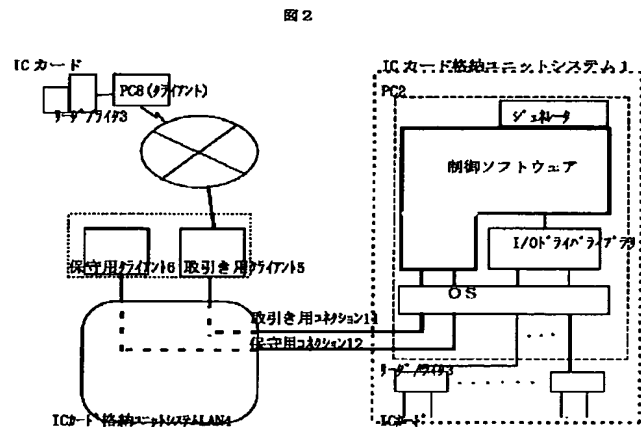 図２
ICカード
PC8(クライアント)
リーダ/ライタ3
保守用クライアント6
取引き用クライアント5
取引き用コネクション11
保守用コネクション12
ICカード格納ユニットシステムLAN4
ICカード格納ユニットシステム1
PC2
ジェネレータ
制御ソフトウェア
I/Oドライバライブラリ
OS
リーダ/ライタ3
ICカード